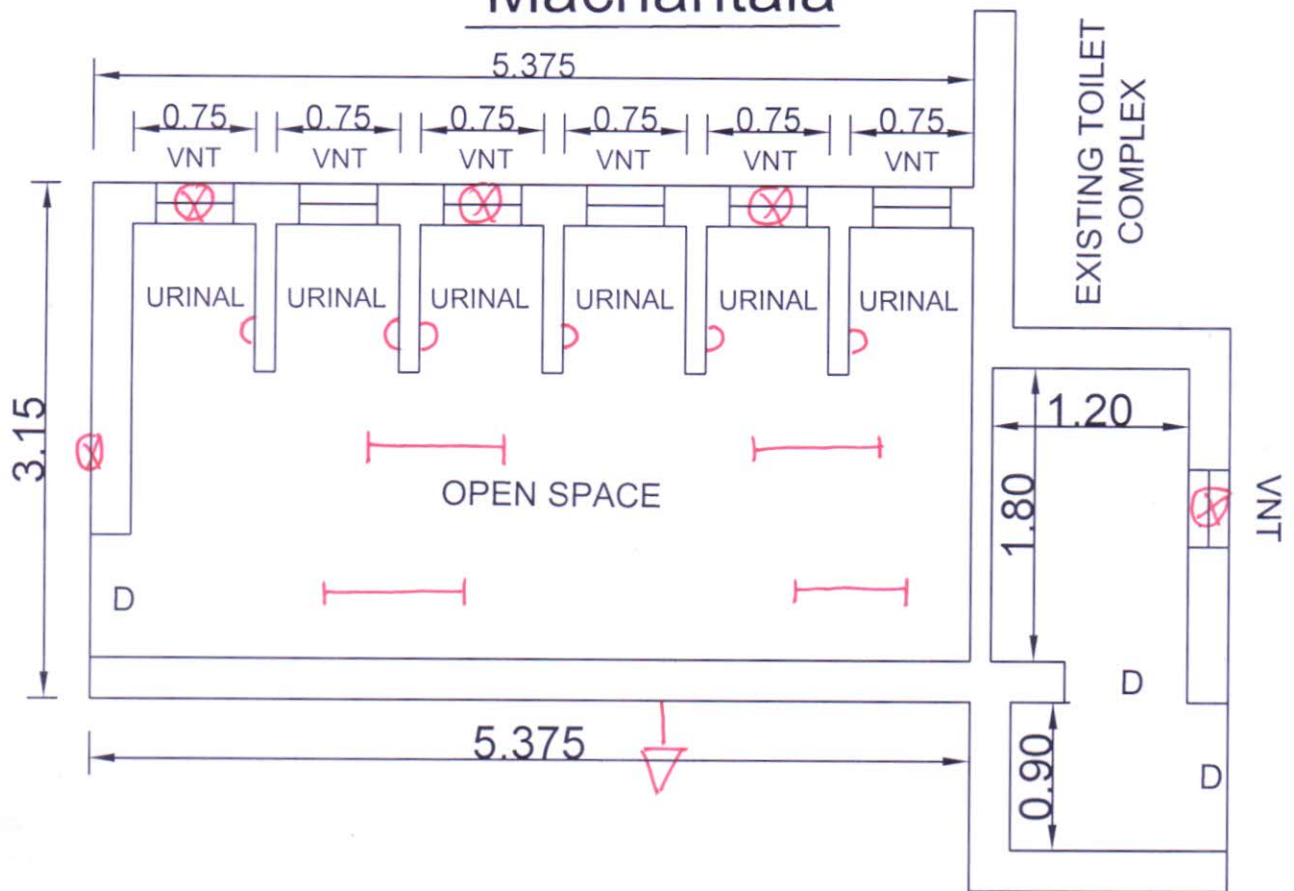 Machantala
5.375
0.75 0.75 0.75 0.75 0.75 0.75
VNT VNT VNT VNT VNT VNT
EXISTING TOILET
COMPLEX
URINAL URINAL URINAL URINAL URINAL URINAL
3.15
1.20
OPEN SPACE
1.80
VNT
D
D
5.375
0.90
D